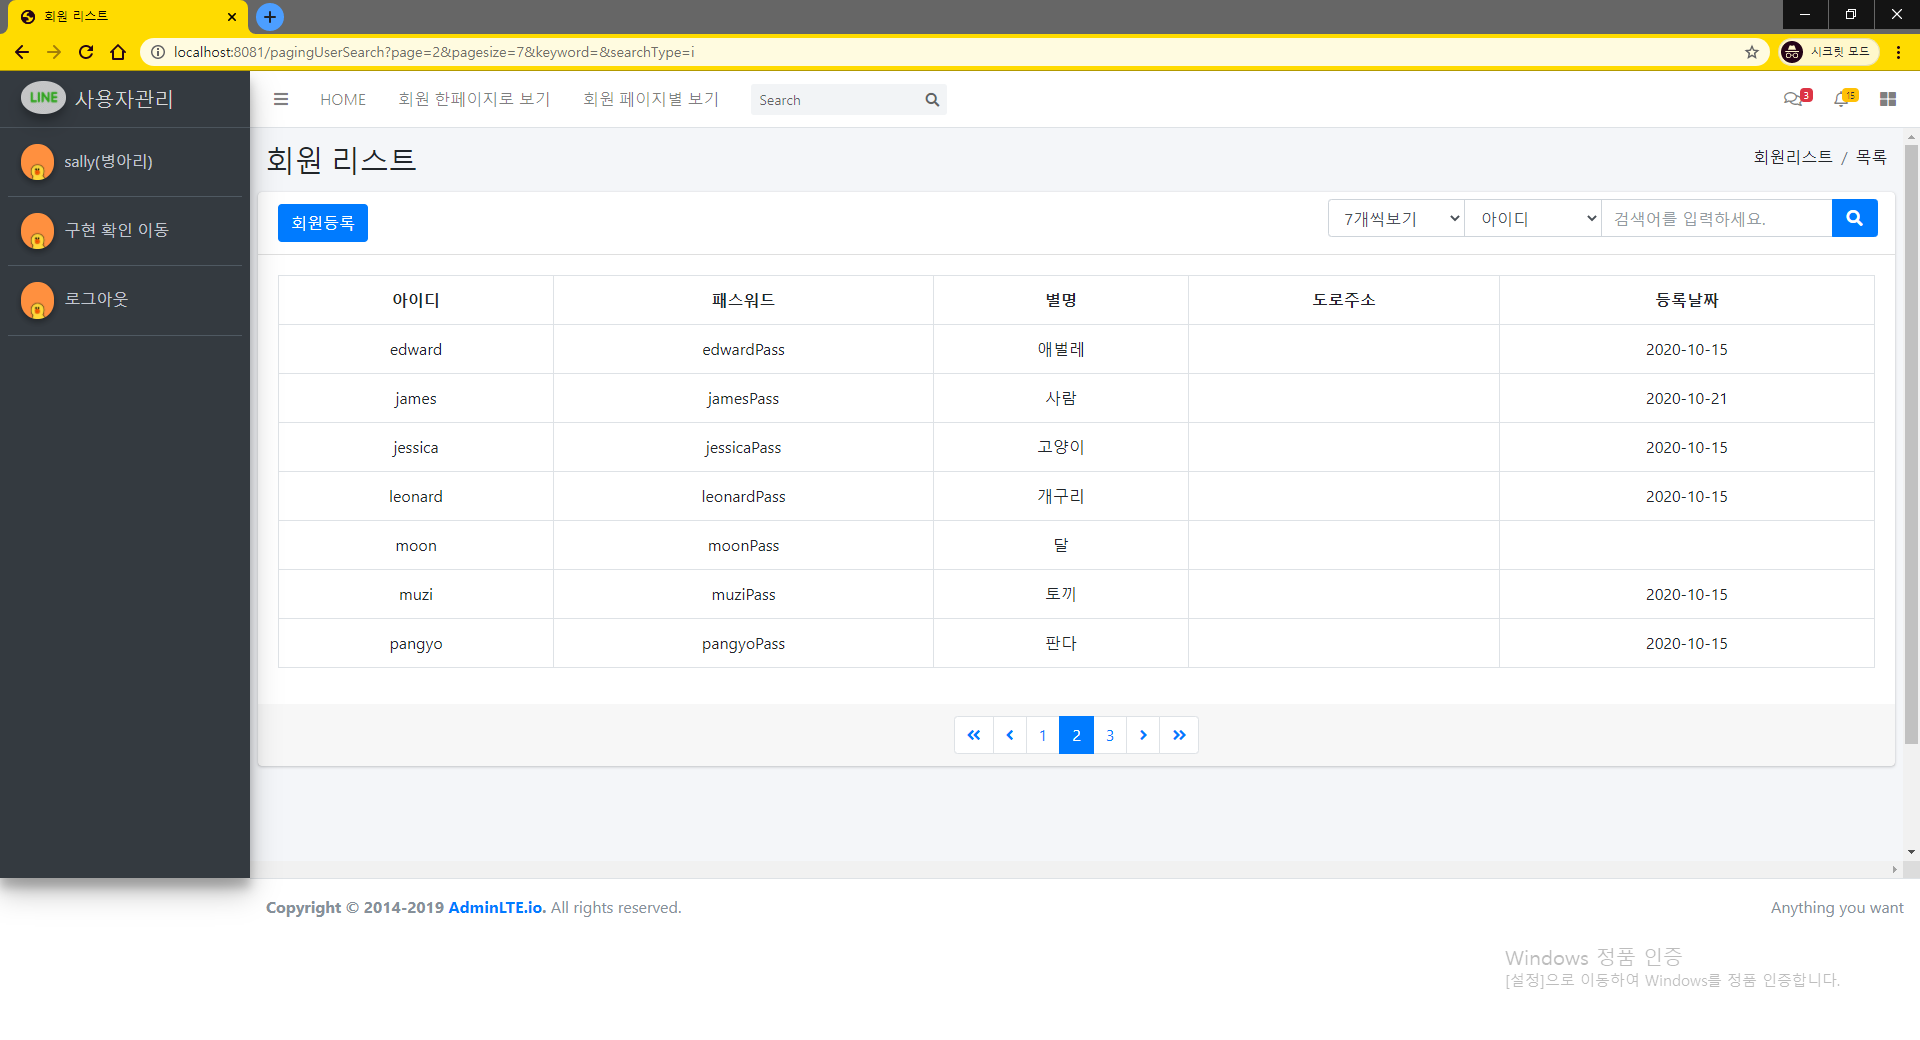 회원 리스트
localhost:8081/pagingUserSearch?page=2&pagesize=7&keyword=&searchType=i
시크릿 모드
LINE 사용자관리
HOME 회원 한페이지로 보기 회원 페이지별 보기 Search
3
15
sally(병아리)
구현 확인 이동
로그아웃
회원 리스트
회원리스트 / 목록
회원등록
7개씩보기 아이디 검색어를 입력하세요.
아이디 패스워드 별명 도로주소 등록날짜
edward edwardPass 애벌레 2020-10-15
james jamesPass 사람 2020-10-21
jessica jessicaPass 고양이 2020-10-15
leonard leonardPass 개구리 2020-10-15
moon moonPass 달
muzi muziPass 토끼 2020-10-15
pangyo pangyoPass 판다 2020-10-15
1 2 3
Copyright © 2014-2019 AdminLTE.io. All rights reserved.
Anything you want
Windows 정품 인증
[설정]으로 이동하여 Windows를 정품 인증합니다.